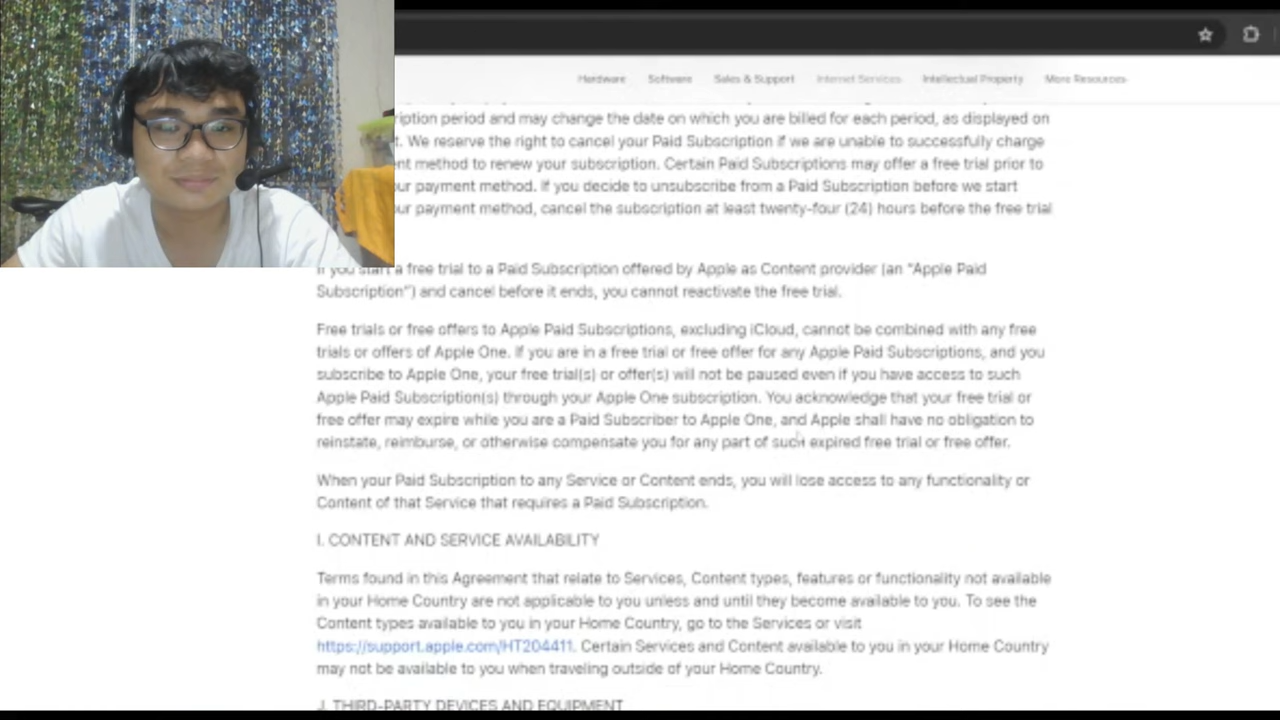 Hardware Software Sales & Support Internet Services Intellectual Property More Resources
ription period and may change the date on which you are billed for each period, as displayed on
t. We reserve the right to cancel your Paid Subscription if we are unable to successfully charge
nt method to renew your subscription. Certain Paid Subscriptions may offer a free trial prior to
ur payment method. If you decide to unsubscribe from a Paid Subscription before we start
ur payment method, cancel the subscription at least twenty-four (24) hours before the free trial
If you start a free trial to a Paid Subscription offered by Apple as Content provider (an “Apple Paid
Subscription”) and cancel before it ends, you cannot reactivate the free trial.
Free trials or free offers to Apple Paid Subscriptions, excluding iCloud, cannot be combined with any free
trials or offers of Apple One. If you are in a free trial or free offer for any Apple Paid Subscriptions, and you
subscribe to Apple One, your free trial(s) or offer(s) will not be paused even if you have access to such
Apple Paid Subscription(s) through your Apple One subscription. You acknowledge that your free trial or
free offer may expire while you are a Paid Subscriber to Apple One, and Apple shall have no obligation to
reinstate, reimburse, or otherwise compensate you for any part of such expired free trial or free offer.
When your Paid Subscription to any Service or Content ends, you will lose access to any functionality or
Content of that Service that requires a Paid Subscription.
I. CONTENT AND SERVICE AVAILABILITY
Terms found in this Agreement that relate to Services, Content types, features or functionality not available
in your Home Country are not applicable to you unless and until they become available to you. To see the
Content types available to you in your Home Country, go to the Services or visit
https://support.apple.com/HT204411. Certain Services and Content available to you in your Home Country
may not be available to you when traveling outside of your Home Country.
J. THIRD-PARTY DEVICES AND EQUIPMENT